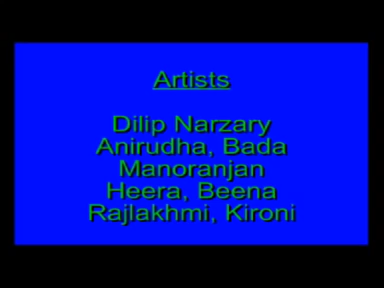 Artists
Dilip Narzary
Anirudha, Bada
Manoranjan
Heera, Beena
Rajlakhmi, Kironi